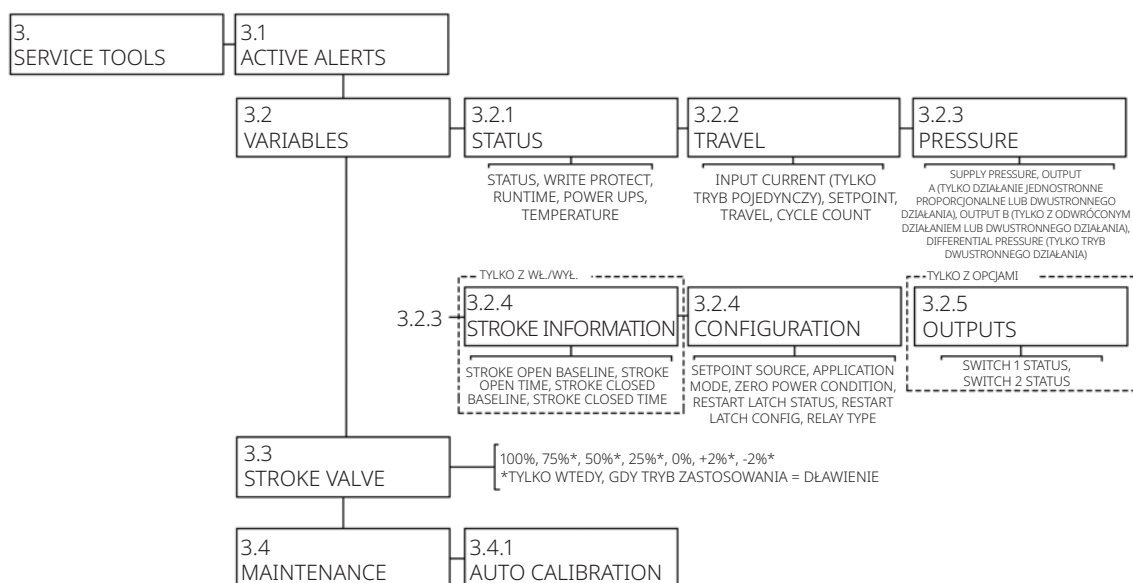 3.
SERVICE TOOLS
3.1
ACTIVE ALERTS
3.2
VARIABLES
3.2.1
STATUS
3.2.2
TRAVEL
3.2.3
PRESSURE
STATUS, WRITE PROTECT,
RUNTIME, POWER UPS,
TEMPERATURE
INPUT CURRENT (TYLKO
TRYB POJEDYNCZY), SETPOINT,
TRAVEL, CYCLE COUNT
SUPPLY PRESSURE, OUTPUT
A (TYLKO DZIAŁANIE JEDNOSTRONNE
PROPORCJONALNE LUB DWUSTRONNEGO
DZIAŁANIA), OUTPUT B (TYLKO Z ODWRÓCONYM
DZIAŁANIEM LUB DWUSTRONNEGO DZIAŁANIA),
DIFFERENTIAL PRESSURE (TYLKO TRYB
DWUSTRONNEGO DZIAŁANIA)
3.2.3
TYLKO Z WŁ./WYŁ.
3.2.4
STROKE INFORMATION
3.2.4
CONFIGURATION
TYLKO Z OPCJAMI
3.2.5
OUTPUTS
STROKE OPEN BASELINE, STROKE
OPEN TIME, STROKE CLOSED
BASELINE, STROKE CLOSED TIME
SETPOINT SOURCE, APPLICATION
MODE, ZERO POWER CONDITION,
RESTART LATCH STATUS, RESTART
LATCH CONFIG, RELAY TYPE
SWITCH 1 STATUS,
SWITCH 2 STATUS
3.3
STROKE VALVE
100%, 75%*, 50%*, 25%*, 0%, +2%*, -2%*
*TYLKO WTEDY, GDY TRYB ZASTOSOWANIA = DŁAWIENIE
3.4
MAINTENANCE
3.4.1
AUTO CALIBRATION